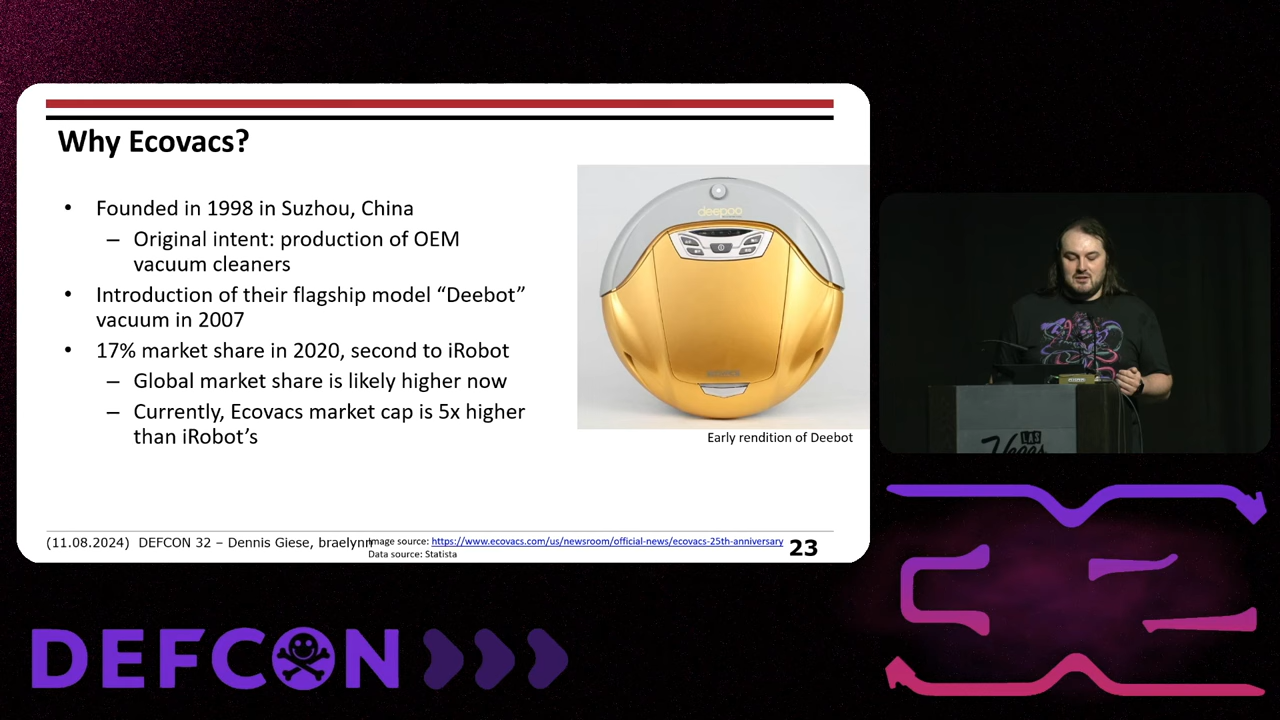 Why Ecovacs?
• Founded in 1998 in Suzhou, China
– Original intent: production of OEM
vacuum cleaners
• Introduction of their flagship model “Deebot”
vacuum in 2007
• 17% market share in 2020, second to iRobot
– Global market share is likely higher now
– Currently, Ecovacs market cap is 5x higher
than iRobot’s
deepoo
Early rendition of Deebot
(11.08.2024) DEFCON 32 – Dennis Giese, braelynn
Image source: https://www.ecovacs.com/us/newsroom/official-news/ecovacs-25th-anniversary
Data source: Statista
23
LAS
Vegas
DEFCON